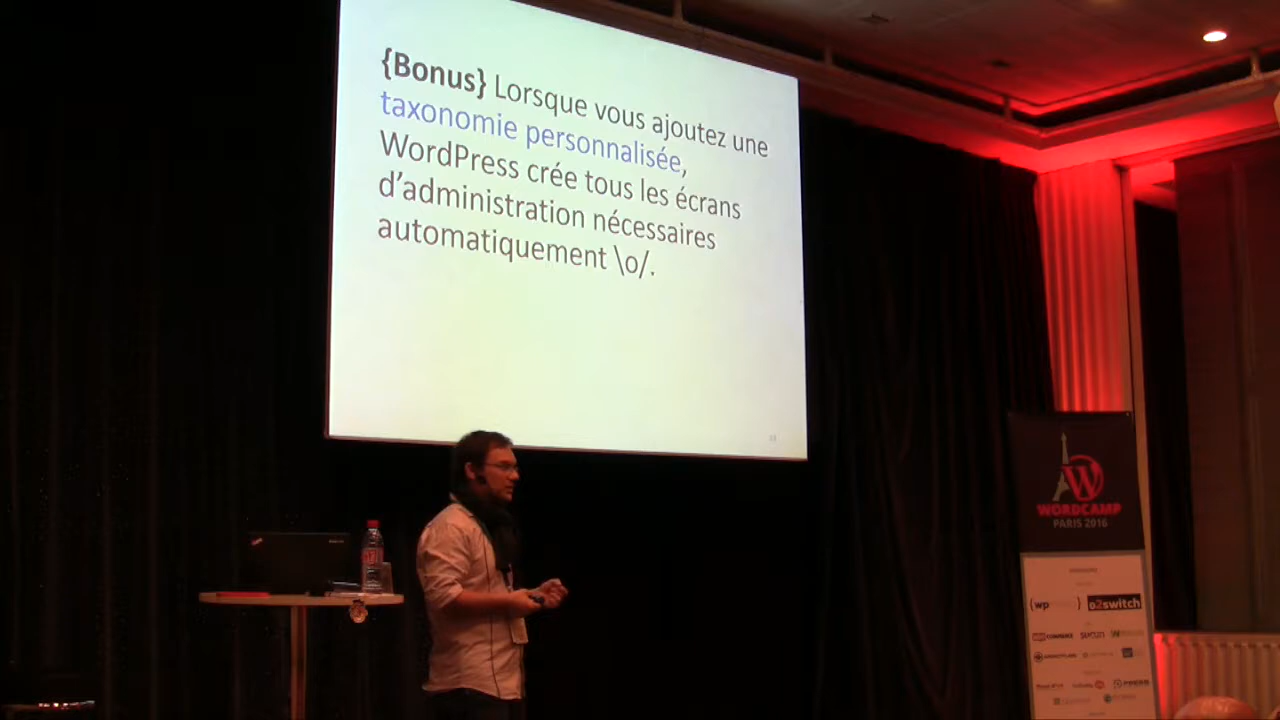 {Bonus} Lorsque vous ajoutez une
taxonomie personnalisée,
WordPress crée tous les écrans
d’administration nécessaires
automatiquement \o/.
W
WORDCAMP
PARIS 2016
(wp )
o2switch